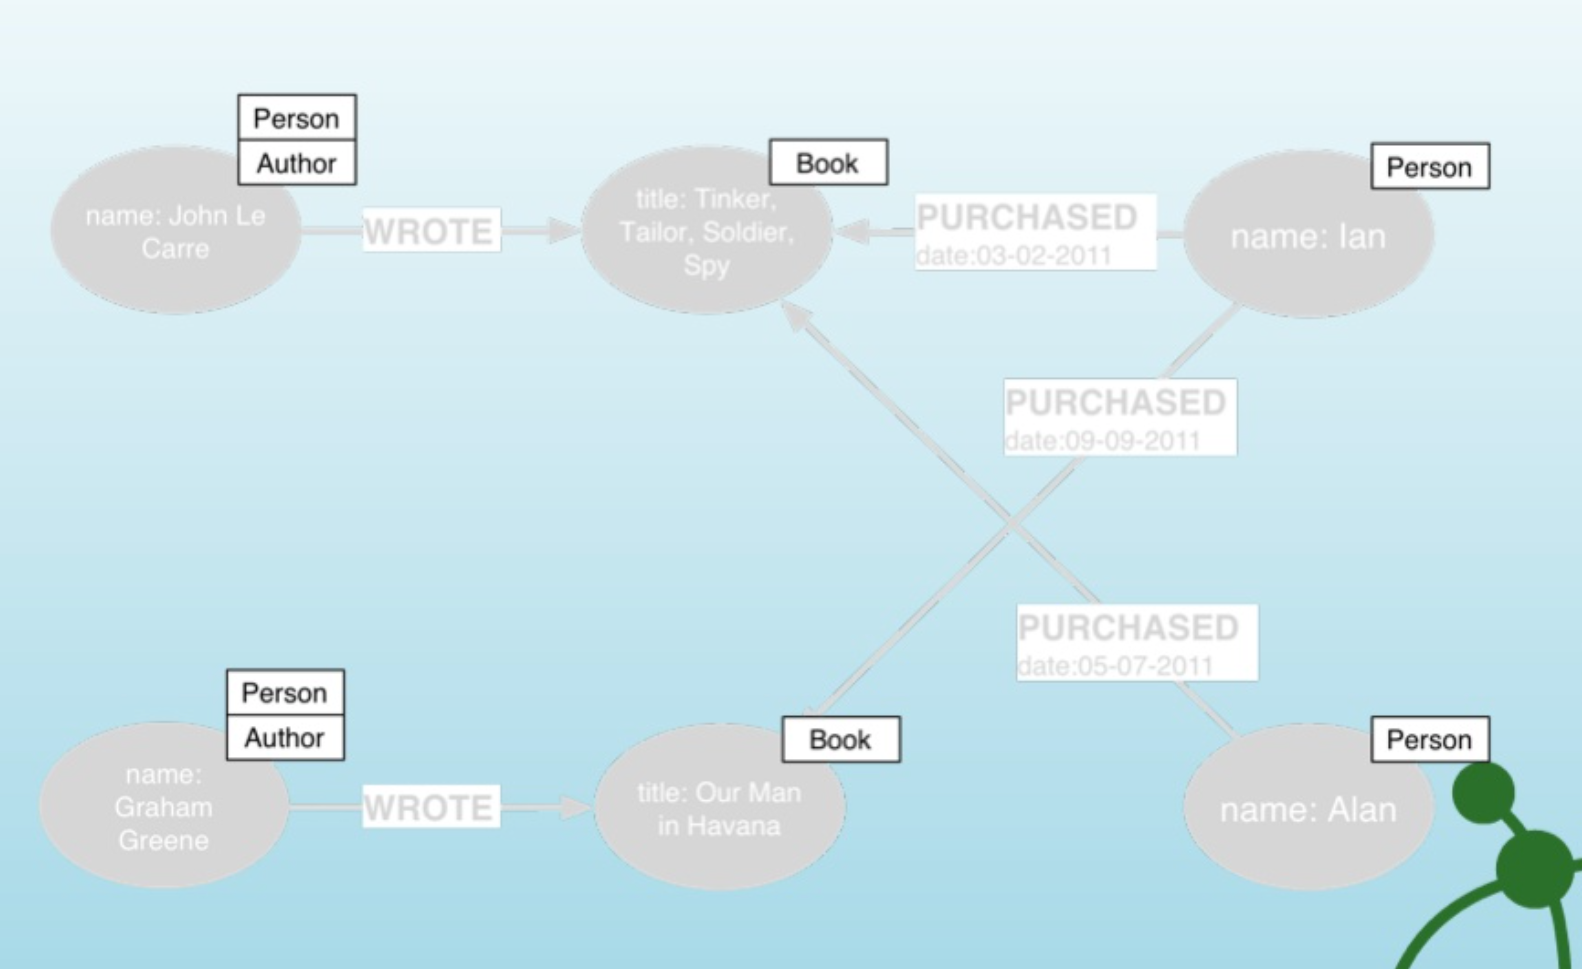 Person
Author
name: John Le
Carre
WROTE
Book
title: Tinker,
Tailor, Soldier,
Spy
PURCHASED
date:03-02-2011
Person
name: Ian
PURCHASED
date:09-09-2011
PURCHASED
date:05-07-2011
Person
Author
name:
Graham
Greene
WROTE
Book
title: Our Man
in Havana
Person
name: Alan